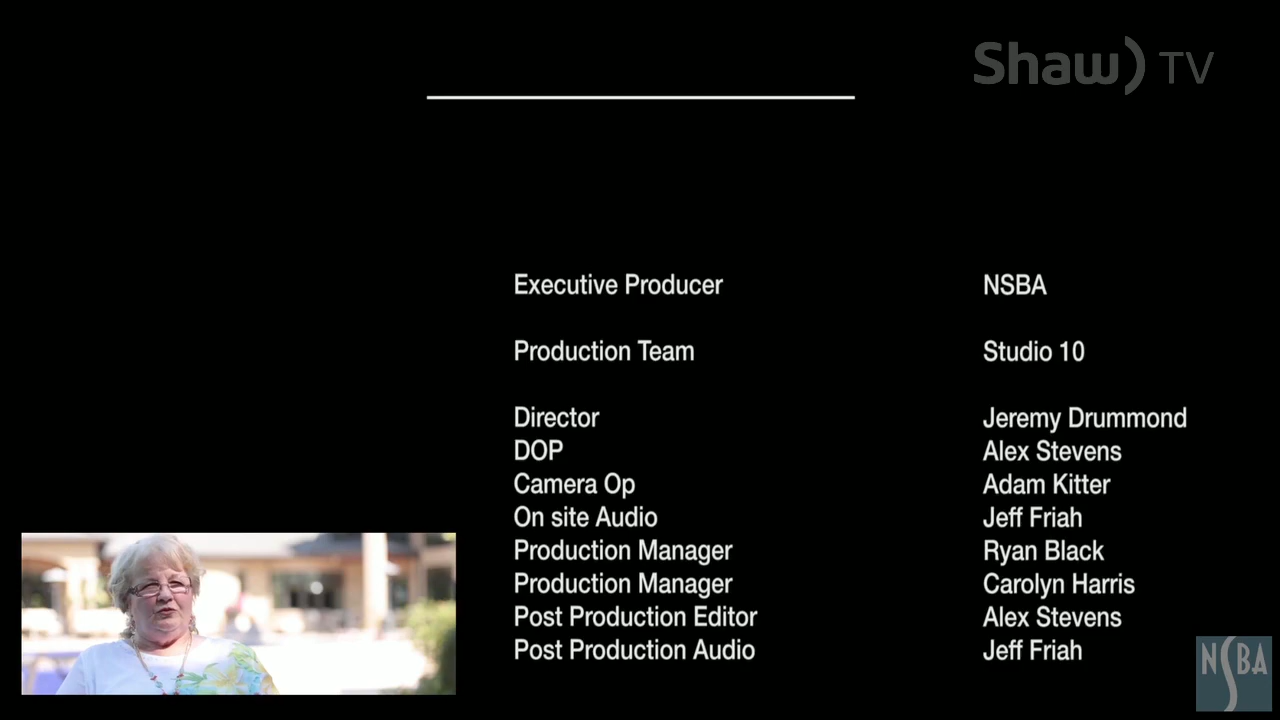 Shaw) TV
Executive Producer NSBA
Production Team Studio 10
Director Jeremy Drummond
DOP Alex Stevens
Camera Op Adam Kitter
On site Audio Jeff Friah
Production Manager Ryan Black
Production Manager Carolyn Harris
Post Production Editor Alex Stevens
Post Production Audio Jeff Friah
NSBA